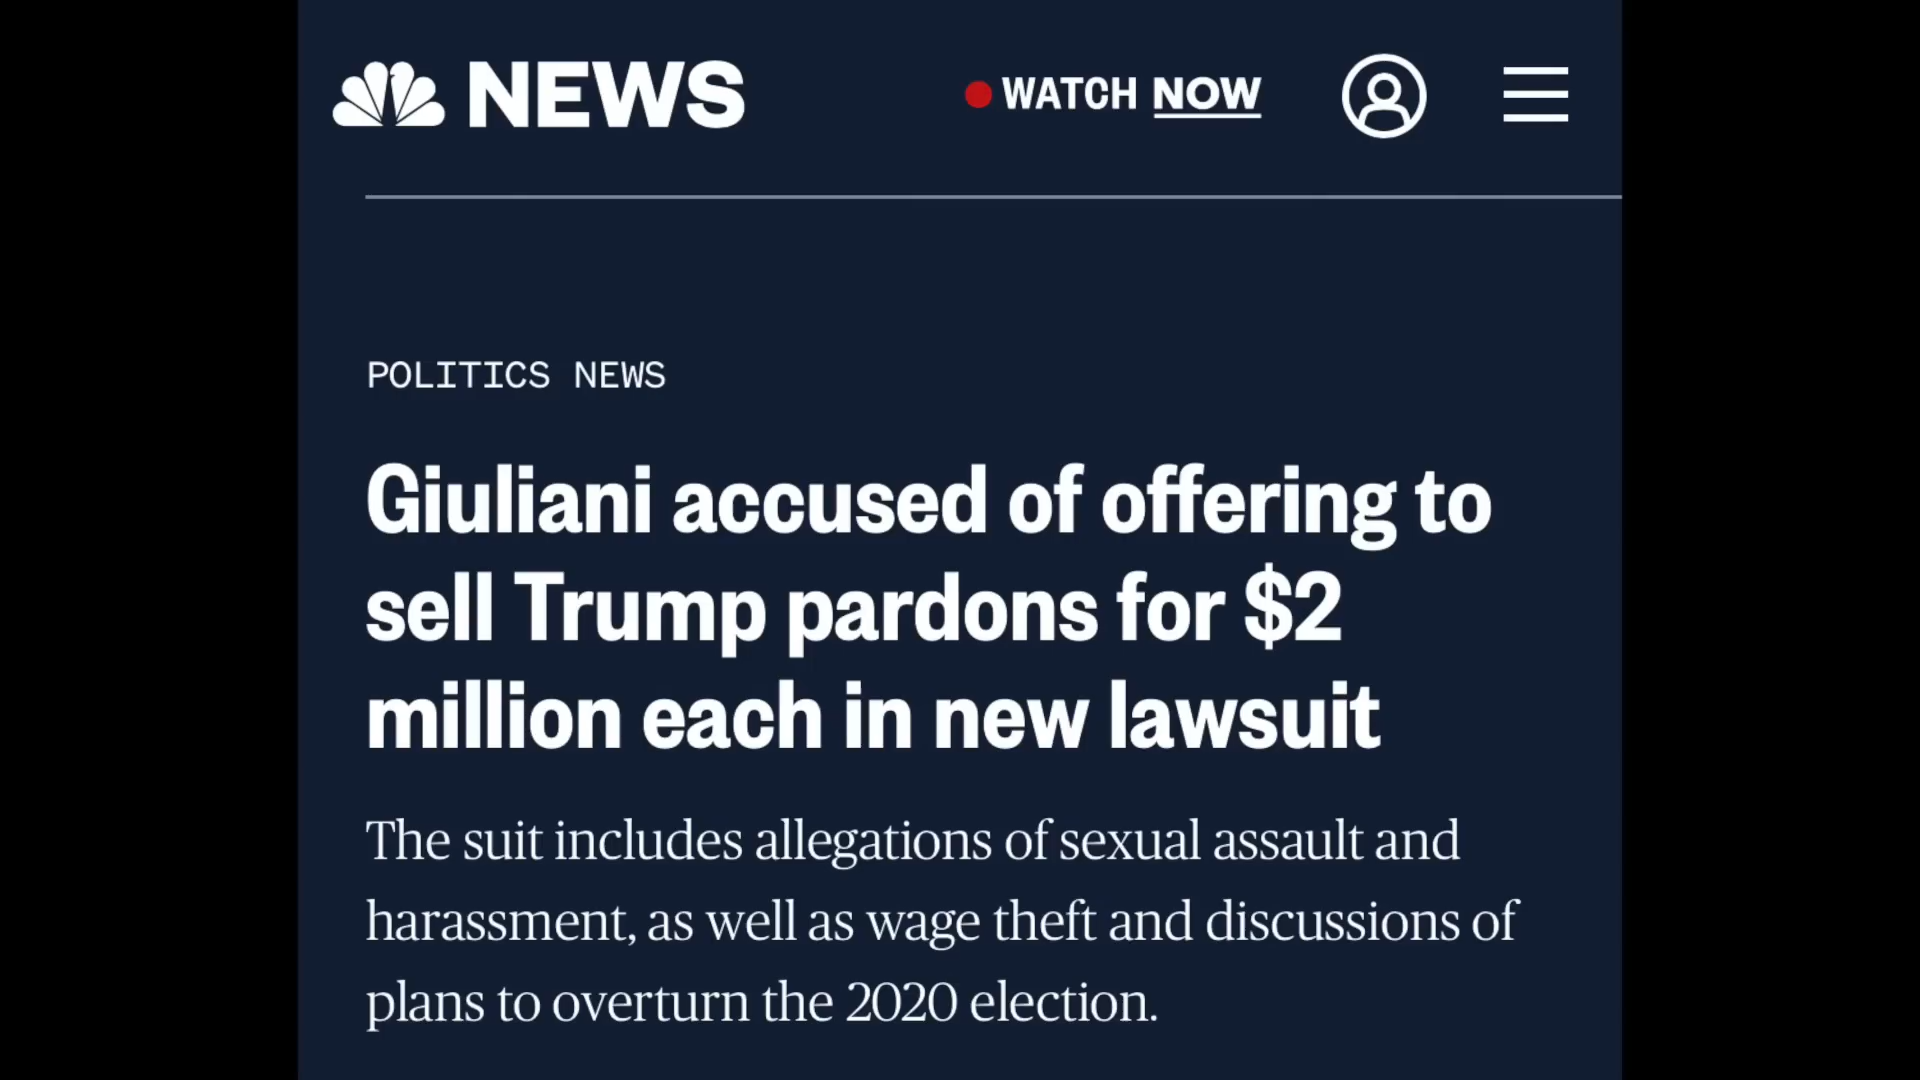 NEWS
WATCH NOW
POLITICS NEWS
Giuliani accused of offering to
sell Trump pardons for $2
million each in new lawsuit
The suit includes allegations of sexual assault and
harassment, as well as wage theft and discussions of
plans to overturn the 2020 election.